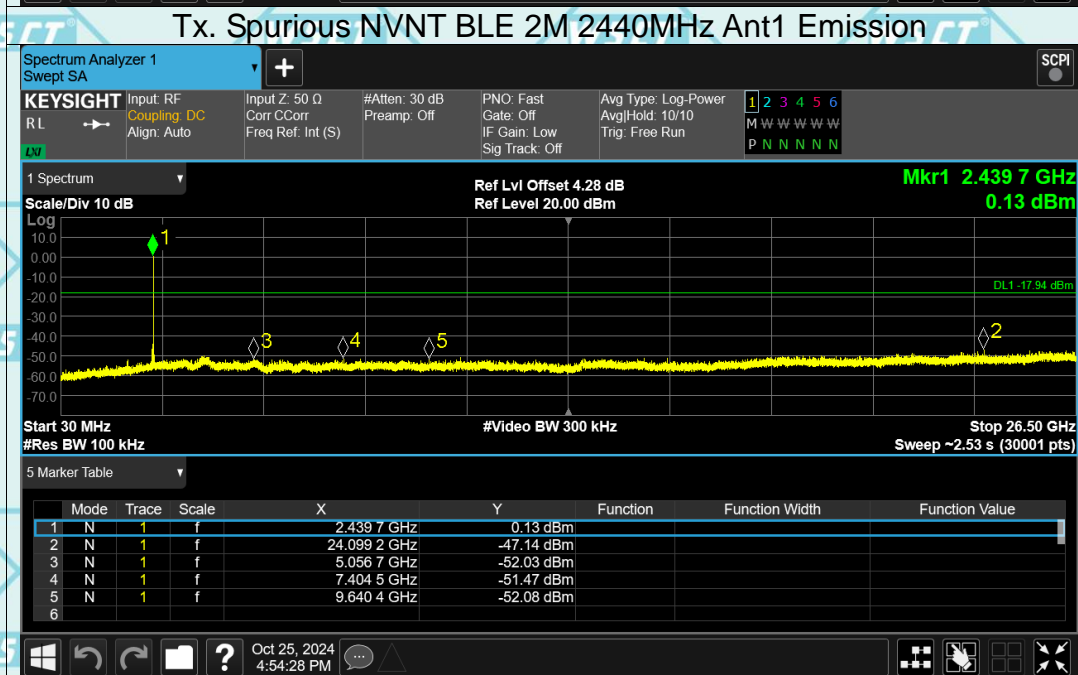 Tx. Spurious NVNT BLE 2M 2440MHz Ant1 Emission
Spectrum Analyzer 1
Swept SA
+
SCPI
KEYSIGHT
R L
LXI
Input: RF
Coupling: DC
Align: Auto
Input Z: 50 Ω
Corr CCorr
Freq Ref: Int (S)
#Atten: 30 dB
Preamp: Off
PNO: Fast
Gate: Off
IF Gain: Low
Sig Track: Off
Avg Type: Log-Power
Avg|Hold: 10/10
Trig: Free Run
1 2 3 4 5 6
M W W W W W
P N N N N N
1 Spectrum
Scale/Div 10 dB
Ref Lvl Offset 4.28 dB
Ref Level 20.00 dBm
Mkr1 2.439 7 GHz
0.13 dBm
Log
10.0
0.00
-10.0
-20.0
-30.0
-40.0
-50.0
-60.0
-70.0
1
DL1 -17.94 dBm
3
4
5
2
Start 30 MHz
#Video BW 300 kHz
Stop 26.50 GHz
#Res BW 100 kHz
Sweep ~2.53 s (30001 pts)
5 Marker Table
Mode Trace Scale X Y Function Function Width Function Value
1 N 1 f 2.439 7 GHz 0.13 dBm
2 N 1 f 24.099 2 GHz -47.14 dBm
3 N 1 f 5.056 7 GHz -52.03 dBm
4 N 1 f 7.404 5 GHz -51.47 dBm
5 N 1 f 9.640 4 GHz -52.08 dBm
6
?
Oct 25, 2024
4:54:28 PM